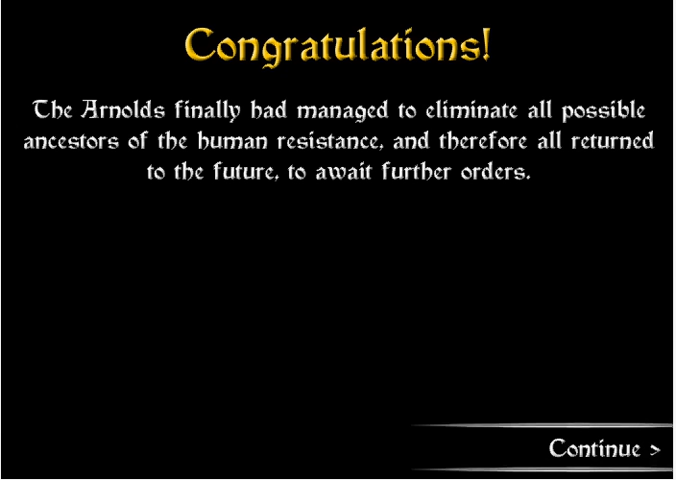 Congratulations!
The Arnolds finally had managed to eliminate all possible
ancestors of the human resistance, and therefore all returned
to the future, to await further orders.
Continue >